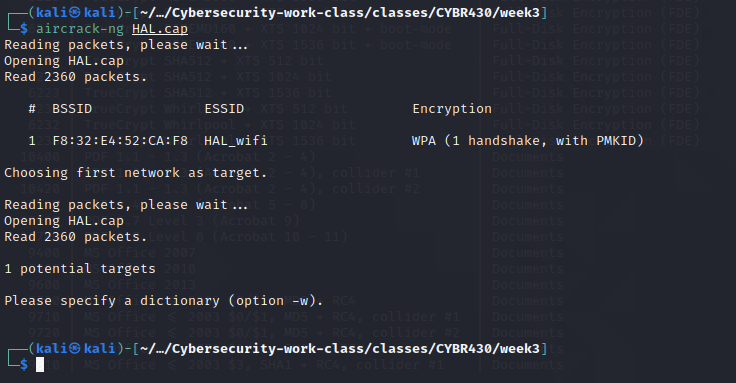 (kali㉿kali)-[~/…/Cybersecurity-work-class/classes/CYBR430/week3]
$ aircrack-ng HAL.cap
Reading packets, please wait...
Opening HAL.cap
Read 2360 packets.
# BSSID ESSID Encryption
1 F8:32:E4:52:CA:F8 HAL_wifi WPA (1 handshake, with PMKID)
Choosing first network as target.
Reading packets, please wait...
Opening HAL.cap
Read 2360 packets.
1 potential targets
Please specify a dictionary (option -w).
(kali㉿kali)-[~/…/Cybersecurity-work-class/classes/CYBR430/week3]
$